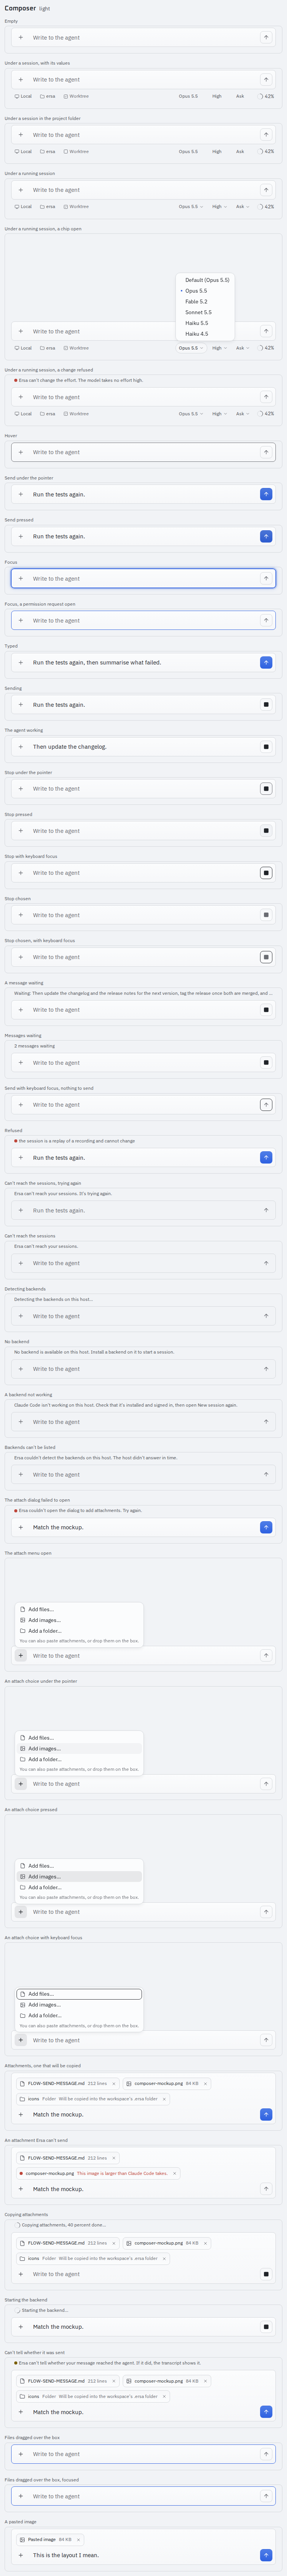 Composer light
Empty
Write to the agent
Under a session, with its values
Write to the agent
Local ersa Worktree Opus 5.5 High Ask 42%
Under a session in the project folder
Write to the agent
Local ersa Worktree Opus 5.5 High Ask 42%
Under a running session
Write to the agent
Local ersa Worktree Opus 5.5 High Ask 42%
Under a running session, a chip open
Default (Opus 5.5)
Opus 5.5
Fable 5.2
Sonnet 5.5
Haiku 5.5
Haiku 4.5
Write to the agent
Local ersa Worktree Opus 5.5 High Ask 42%
Under a running session, a change refused
Ersa can't change the effort. The model takes no effort high.
Write to the agent
Local ersa Worktree Opus 5.5 High Ask 42%
Hover
Write to the agent
Send under the pointer
Run the tests again.
Send pressed
Run the tests again.
Focus
Write to the agent
Focus, a permission request open
Write to the agent
Typed
Run the tests again, then summarise what failed.
Sending
Run the tests again.
The agent working
Then update the changelog.
Stop under the pointer
Write to the agent
Stop pressed
Write to the agent
Stop with keyboard focus
Write to the agent
Stop chosen
Write to the agent
Stop chosen, with keyboard focus
Write to the agent
A message waiting
Waiting: Then update the changelog and the release notes for the next version, tag the release once both are merged, and ...
Write to the agent
Messages waiting
2 messages waiting
Write to the agent
Send with keyboard focus, nothing to send
Write to the agent
Refused
the session is a replay of a recording and cannot change
Run the tests again.
Can't reach the sessions, trying again
Ersa can't reach your sessions. It's trying again.
Run the tests again.
Can't reach the sessions
Ersa can't reach your sessions.
Write to the agent
Detecting backends
Detecting the backends on this host...
Write to the agent
No backend
No backend is available on this host. Install a backend on it to start a session.
Write to the agent
A backend not working
Claude Code isn't working on this host. Check that it's installed and signed in, then open New session again.
Write to the agent
Backends can't be listed
Ersa couldn't detect the backends on this host. The host didn't answer in time.
Write to the agent
The attach dialog failed to open
Ersa couldn't open the dialog to add attachments. Try again.
Match the mockup.
The attach menu open
Add files...
Add images...
Add a folder...
You can also paste attachments, or drop them on the box.
Write to the agent
An attach choice under the pointer
Add files...
Add images...
Add a folder...
You can also paste attachments, or drop them on the box.
Write to the agent
An attach choice pressed
Add files...
Add images...
Add a folder...
You can also paste attachments, or drop them on the box.
Write to the agent
An attach choice with keyboard focus
Add files...
Add images...
Add a folder...
You can also paste attachments, or drop them on the box.
Write to the agent
Attachments, one that will be copied
FLOW-SEND-MESSAGE.md 212 lines × composer-mockup.png 84 KB ×
icons Folder Will be copied into the workspace's .ersa folder ×
Match the mockup.
An attachment Ersa can't send
FLOW-SEND-MESSAGE.md 212 lines ×
composer-mockup.png This image is larger than Claude Code takes. ×
Match the mockup.
Copying attachments
Copying attachments, 40 percent done...
FLOW-SEND-MESSAGE.md 212 lines × composer-mockup.png 84 KB ×
icons Folder Will be copied into the workspace's .ersa folder ×
Write to the agent
Starting the backend
Starting the backend...
Match the mockup.
Can't tell whether it was sent
Ersa can't tell whether your message reached the agent. If it did, the transcript shows it.
FLOW-SEND-MESSAGE.md 212 lines × composer-mockup.png 84 KB ×
icons Folder Will be copied into the workspace's .ersa folder ×
Match the mockup.
Files dragged over the box
Write to the agent
Files dragged over the box, focused
Write to the agent
A pasted image
Pasted image 84 KB ×
This is the layout I mean.